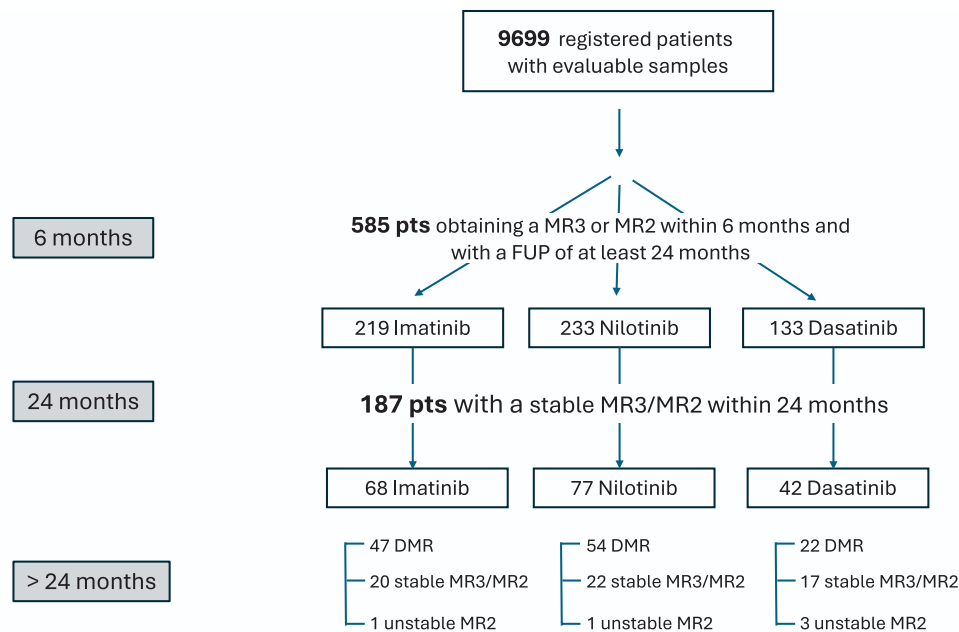 9699 registered patients
with evaluable samples
6 months
585 pts obtaining a MR3 or MR2 within 6 months and
with a FUP of at least 24 months
219 Imatinib
233 Nilotinib
133 Dasatinib
24 months
187 pts with a stable MR3/MR2 within 24 months
68 Imatinib
77 Nilotinib
42 Dasatinib
> 24 months
47 DMR
20 stable MR3/MR2
1 unstable MR2
54 DMR
22 stable MR3/MR2
1 unstable MR2
22 DMR
17 stable MR3/MR2
3 unstable MR2